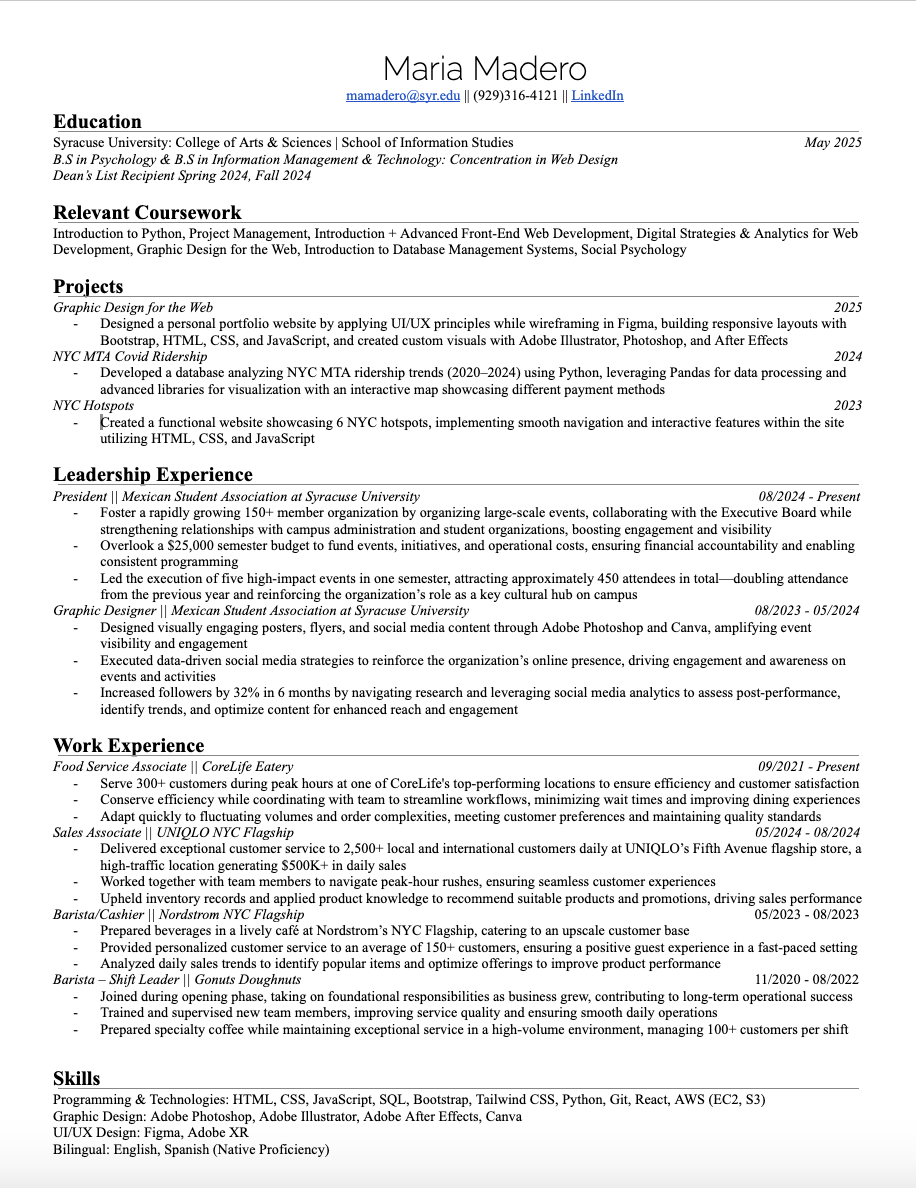 Maria Madero
mamadero@syr.edu || (929)316-4121 || LinkedIn
Education
Syracuse University: College of Arts & Sciences | School of Information Studies May 2025
B.S in Psychology & B.S in Information Management & Technology: Concentration in Web Design
Dean's List Recipient Spring 2024, Fall 2024
Relevant Coursework
Introduction to Python, Project Management, Introduction + Advanced Front-End Web Development, Digital Strategies & Analytics for Web
Development, Graphic Design for the Web, Introduction to Database Management Systems, Social Psychology
Projects
Graphic Design for the Web 2025
- Designed a personal portfolio website by applying UI/UX principles while wireframing in Figma, building responsive layouts with
Bootstrap, HTML, CSS, and JavaScript, and created custom visuals with Adobe Illustrator, Photoshop, and After Effects
NYC MTA Covid Ridership 2024
- Developed a database analyzing NYC MTA ridership trends (2020–2024) using Python, leveraging Pandas for data processing and
advanced libraries for visualization with an interactive map showcasing different payment methods
NYC Hotspots 2023
- Created a functional website showcasing 6 NYC hotspots, implementing smooth navigation and interactive features within the site
utilizing HTML, CSS, and JavaScript
Leadership Experience
President || Mexican Student Association at Syracuse University 08/2024 - Present
- Foster a rapidly growing 150+ member organization by organizing large-scale events, collaborating with the Executive Board while
strengthening relationships with campus administration and student organizations, boosting engagement and visibility
- Overlook a $25,000 semester budget to fund events, initiatives, and operational costs, ensuring financial accountability and enabling
consistent programming
- Led the execution of five high-impact events in one semester, attracting approximately 450 attendees in total—doubling attendance
from the previous year and reinforcing the organization's role as a key cultural hub on campus
Graphic Designer || Mexican Student Association at Syracuse University 08/2023 - 05/2024
- Designed visually engaging posters, flyers, and social media content through Adobe Photoshop and Canva, amplifying event
visibility and engagement
- Executed data-driven social media strategies to reinforce the organization's online presence, driving engagement and awareness on
events and activities
- Increased followers by 32% in 6 months by navigating research and leveraging social media analytics to assess post-performance,
identify trends, and optimize content for enhanced reach and engagement
Work Experience
Food Service Associate || CoreLife Eatery 09/2021 - Present
- Serve 300+ customers during peak hours at one of CoreLife's top-performing locations to ensure efficiency and customer satisfaction
- Conserve efficiency while coordinating with team to streamline workflows, minimizing wait times and improving dining experiences
- Adapt quickly to fluctuating volumes and order complexities, meeting customer preferences and maintaining quality standards
Sales Associate || UNIQLO NYC Flagship 05/2024 - 08/2024
- Delivered exceptional customer service to 2,500+ local and international customers daily at UNIQLO's Fifth Avenue flagship store, a
high-traffic location generating $500K+ in daily sales
- Worked together with team members to navigate peak-hour rushes, ensuring seamless customer experiences
- Upheld inventory records and applied product knowledge to recommend suitable products and promotions, driving sales performance
Barista/Cashier || Nordstrom NYC Flagship 05/2023 - 08/2023
- Prepared beverages in a lively café at Nordstrom's NYC Flagship, catering to an upscale customer base
- Provided personalized customer service to an average of 150+ customers, ensuring a positive guest experience in a fast-paced setting
- Analyzed daily sales trends to identify popular items and optimize offerings to improve product performance
Barista – Shift Leader || Gonuts Doughnuts 11/2020 - 08/2022
- Joined during opening phase, taking on foundational responsibilities as business grew, contributing to long-term operational success
- Trained and supervised new team members, improving service quality and ensuring smooth daily operations
- Prepared specialty coffee while maintaining exceptional service in a high-volume environment, managing 100+ customers per shift
Skills
Programming & Technologies: HTML, CSS, JavaScript, SQL, Bootstrap, Tailwind CSS, Python, Git, React, AWS (EC2, S3)
Graphic Design: Adobe Photoshop, Adobe Illustrator, Adobe After Effects, Canva
UI/UX Design: Figma, Adobe XR
Bilingual: English, Spanish (Native Proficiency)